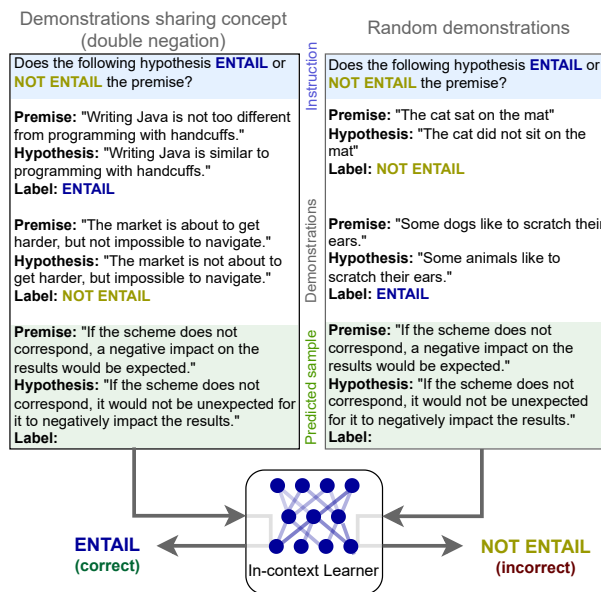 Demonstrations sharing concept
(double negation)
Does the following hypothesis ENTAIL or
NOT ENTAIL the premise?
Premise: "Writing Java is not too different
from programming with handcuffs."
Hypothesis: "Writing Java is similar to
programming with handcuffs."
Label: ENTAIL
Premise: "The market is about to get
harder, but not impossible to navigate."
Hypothesis: "The market is not about to
get harder, but impossible to navigate."
Label: NOT ENTAIL
Premise: "If the scheme does not
correspond, a negative impact on the
results would be expected."
Hypothesis: "If the scheme does not
correspond, it would not be unexpected for
it to negatively impact the results."
Label:
Instruction
Demonstrations
Predicted sample
Random demonstrations
Does the following hypothesis ENTAIL or
NOT ENTAIL the premise?
Premise: "The cat sat on the mat"
Hypothesis: "The cat did not sit on the
mat"
Label: NOT ENTAIL
Premise: "Some dogs like to scratch their
ears."
Hypothesis: "Some animals like to
scratch their ears."
Label: ENTAIL
Premise: "If the scheme does not
correspond, a negative impact on the
results would be expected."
Hypothesis: "If the scheme does not
correspond, it would not be unexpected
for it to negatively impact the results."
Label:
ENTAIL
(correct)
In-context Learner
NOT ENTAIL
(incorrect)